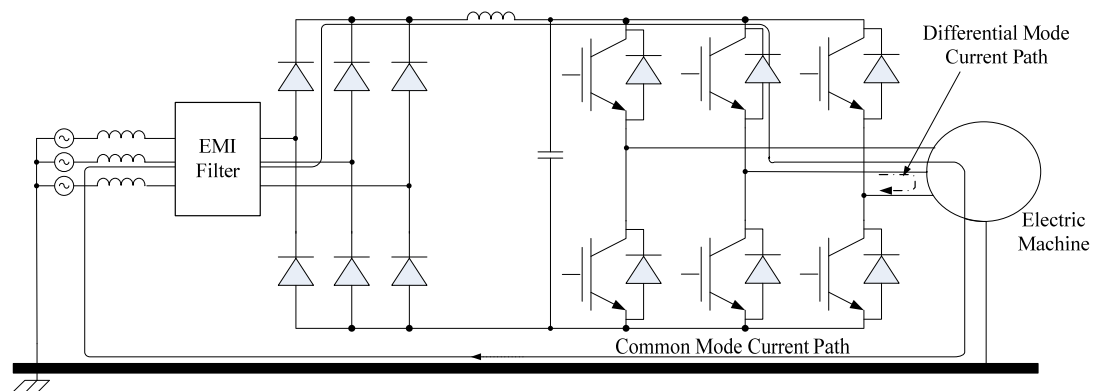 Differential Mode
Current Path
EMI
Filter
Electric
Machine
Common Mode Current Path